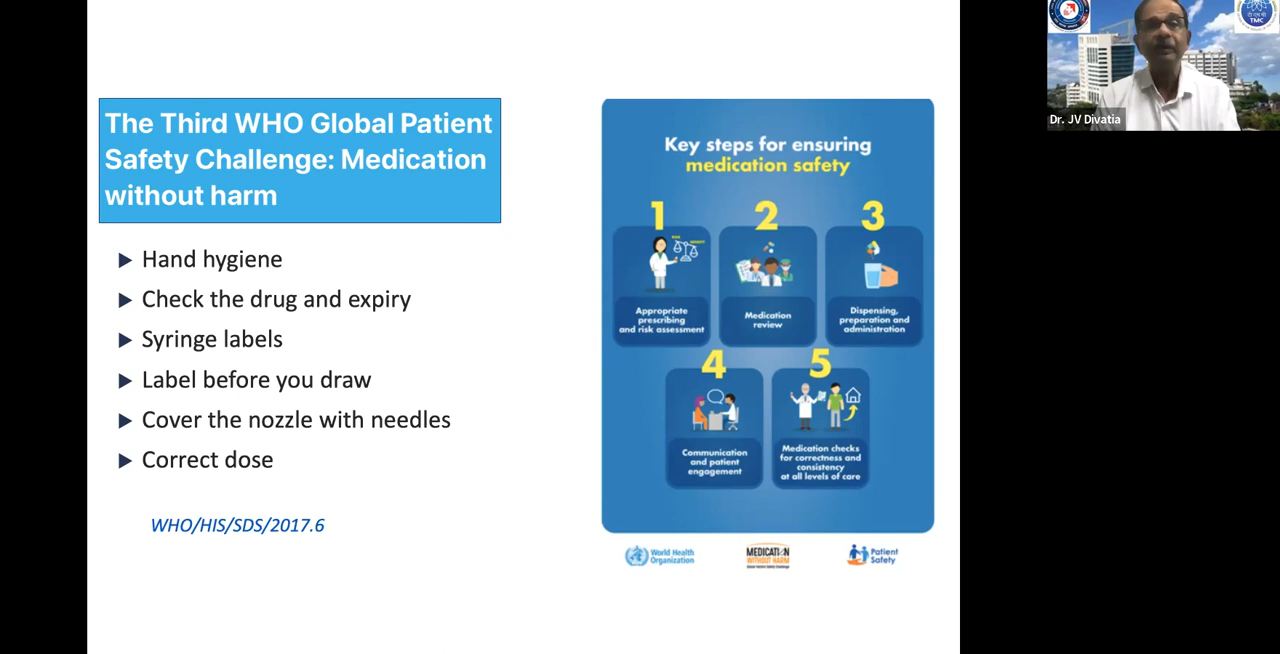 The Third WHO Global Patient
Safety Challenge: Medication
without harm
Hand hygiene
Check the drug and expiry
Syringe labels
Label before you draw
Cover the nozzle with needles
Correct dose
WHO/HIS/SDS/2017.6
Key steps for ensuring
medication safety
1
2
3
Appropriate
prescribing
and risk assessment
Medication
review
Dispensing,
preparation and
administration
4
5
Communication
and patient
engagement
Medication checks
for correctness and
consistency
at all levels of care
World Health
Organization
MEDICATION
WITHOUT HARM
Patient
Safety
TMC
Dr. JV Divatia